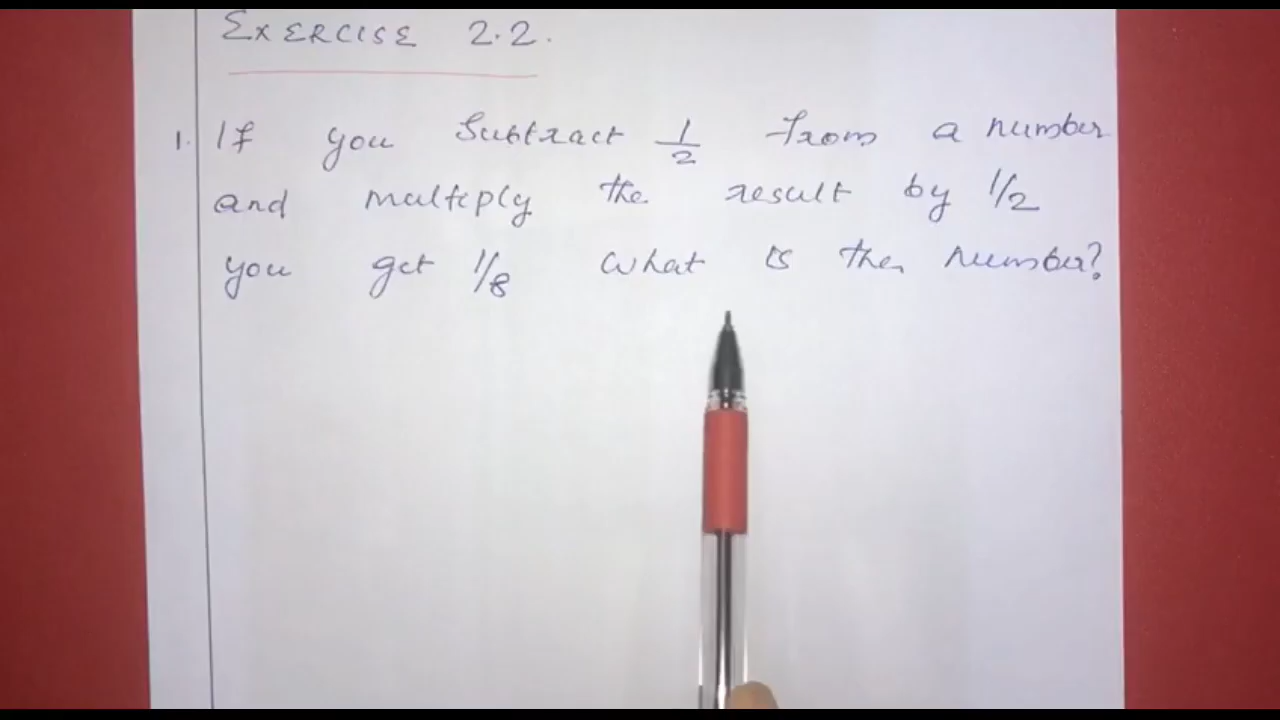 EXERCISE 2.2.
1. If you Subtract 1/2 from a number
and multiply the result by 1/2
you get 1/8 what is the number?